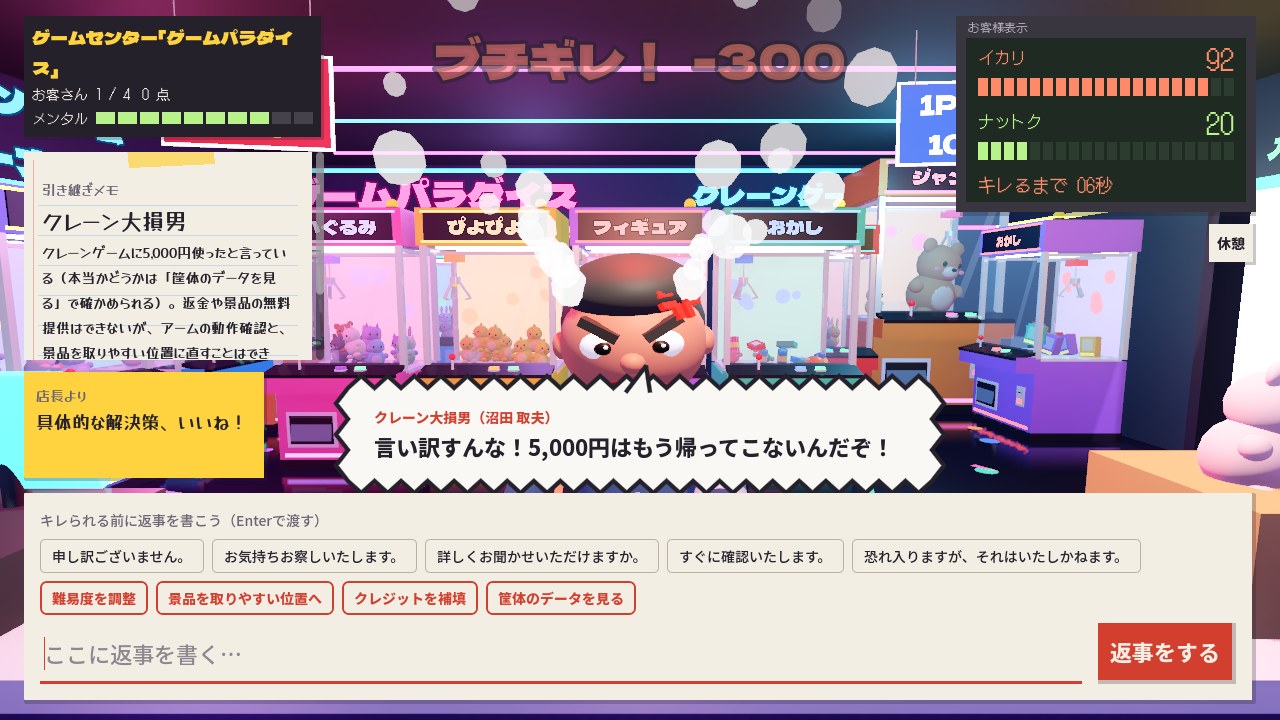 ゲームセンター「ゲームパラダイ
ス」
お客さん 1/4 0点
メンタル
ブチギレ！ -300
お客様表示
イカリ 92
ナットク 20
キレるまで 06秒
休憩
引き継ぎメモ
クレーン大損男
クレーンゲームに5,000円使ったと言ってい
る（本当かどうかは「筐体のデータを見
る」で確かめられる）。返金や景品の無料
提供はできないが、アームの動作確認と、
景品を取りやすい位置に直すことはでき
店長より
具体的な解決策、いいね！
ームパラダイス
クレーンゲー
1P
10
ジャン
ぐるみ
ぴよぴよ
フィギュア
おかし
おかし
クレーン大損男（沼田 取夫）
言い訳すんな！5,000円はもう帰ってこないんだぞ！
キレられる前に返事を書こう（Enterで渡す）
申し訳ございません。
お気持ちお察しいたします。
詳しくお聞かせいただけますか。
すぐに確認いたします。
恐れ入りますが、それはいたしかねます。
難易度を調整
景品を取りやすい位置へ
クレジットを補填
筐体のデータを見る
ここに返事を書く…
返事をする